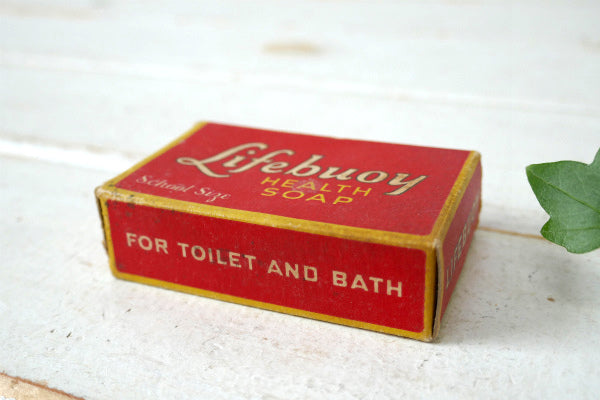 Lifebuoy
HEALTH
SOAP
School Size
FOR TOILET AND BATH